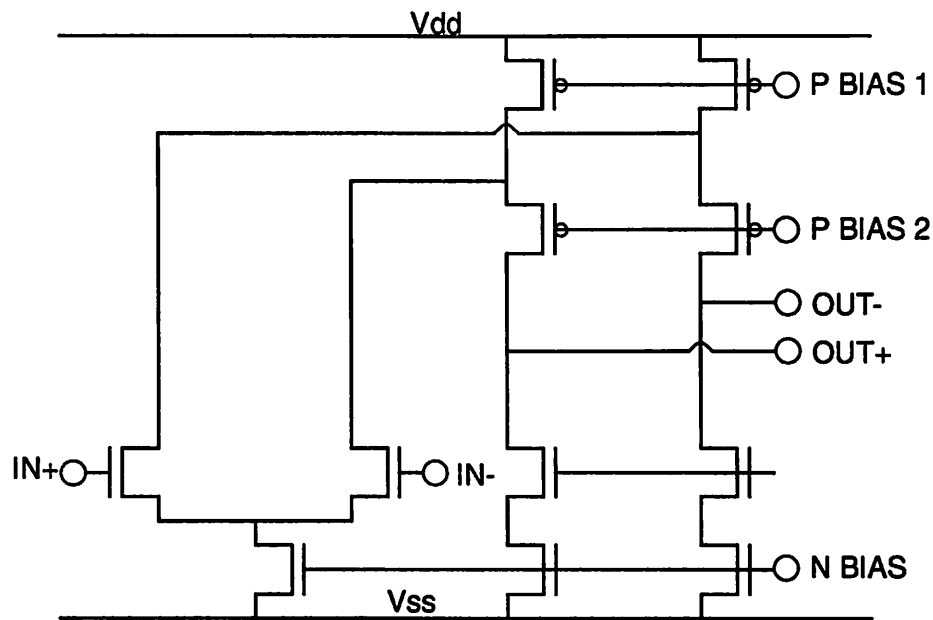 Vdd
P BIAS 1
P BIAS 2
OUT-
OUT+
IN+
IN-
N BIAS
Vss